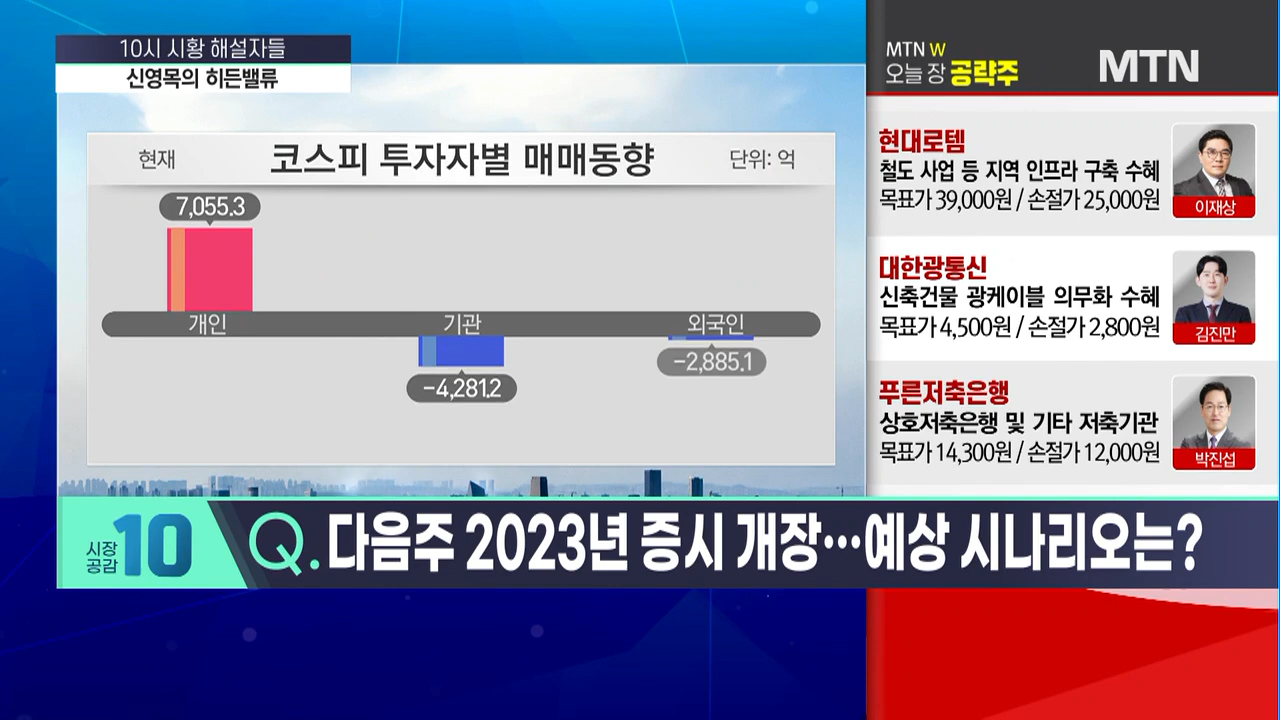 10시 시황 해설자들
신영목의 히든밸류
현재
코스피 투자자별 매매동향
단위: 억
7,055.3
개인
기관
외국인
-4,281.2
-2,885.1
MTN W
오늘 장 공략주
MTN
현대로템
철도 사업 등 지역 인프라 구축 수혜
목표가 39,000원 / 손절가 25,000원
이재상
대한광통신
신축건물 광케이블 의무화 수혜
목표가 4,500원 / 손절가 2,800원
김진만
푸른저축은행
상호저축은행 및 기타 저축기관
목표가 14,300원 / 손절가 12,000원
박진섭
시장
공감
10
Q. 다음주 2023년 증시 개장…예상 시나리오는?